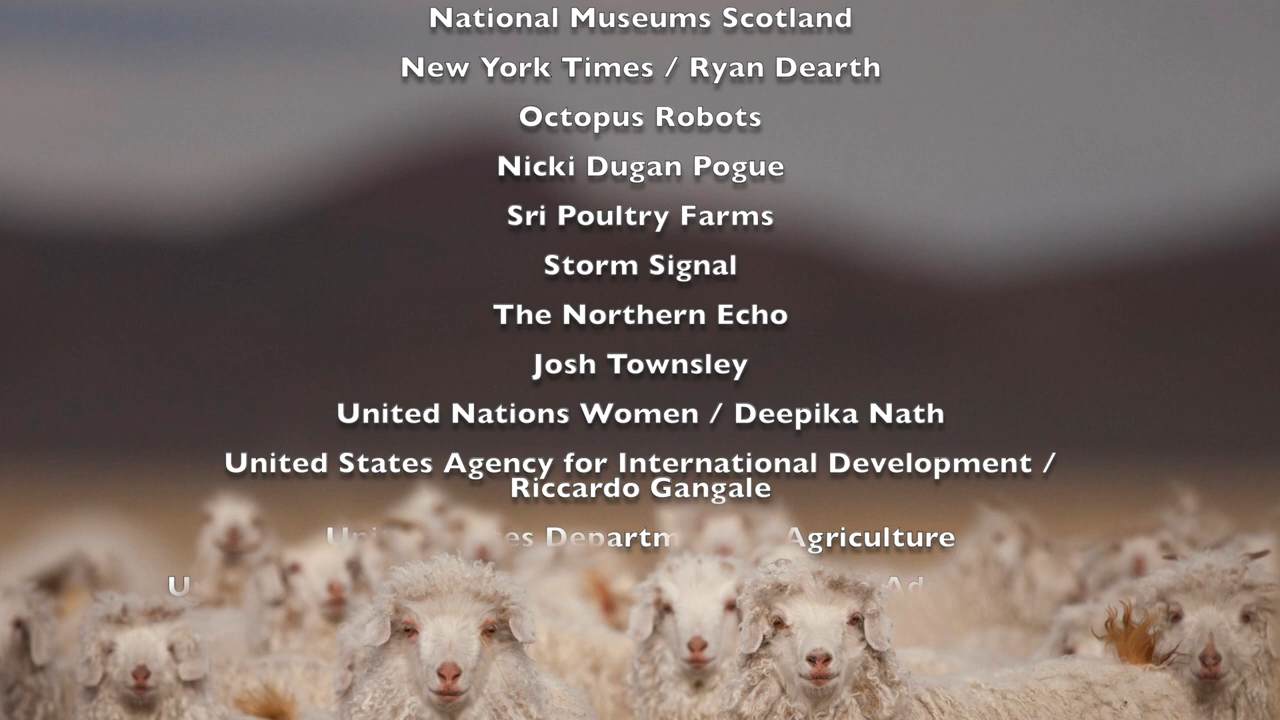 National Museums Scotland
New York Times / Ryan Dearth
Octopus Robots
Nicki Dugan Pogue
Sri Poultry Farms
Storm Signal
The Northern Echo
Josh Townsley
United Nations Women / Deepika Nath
United States Agency for International Development /
Riccardo Gangale
Agriculture